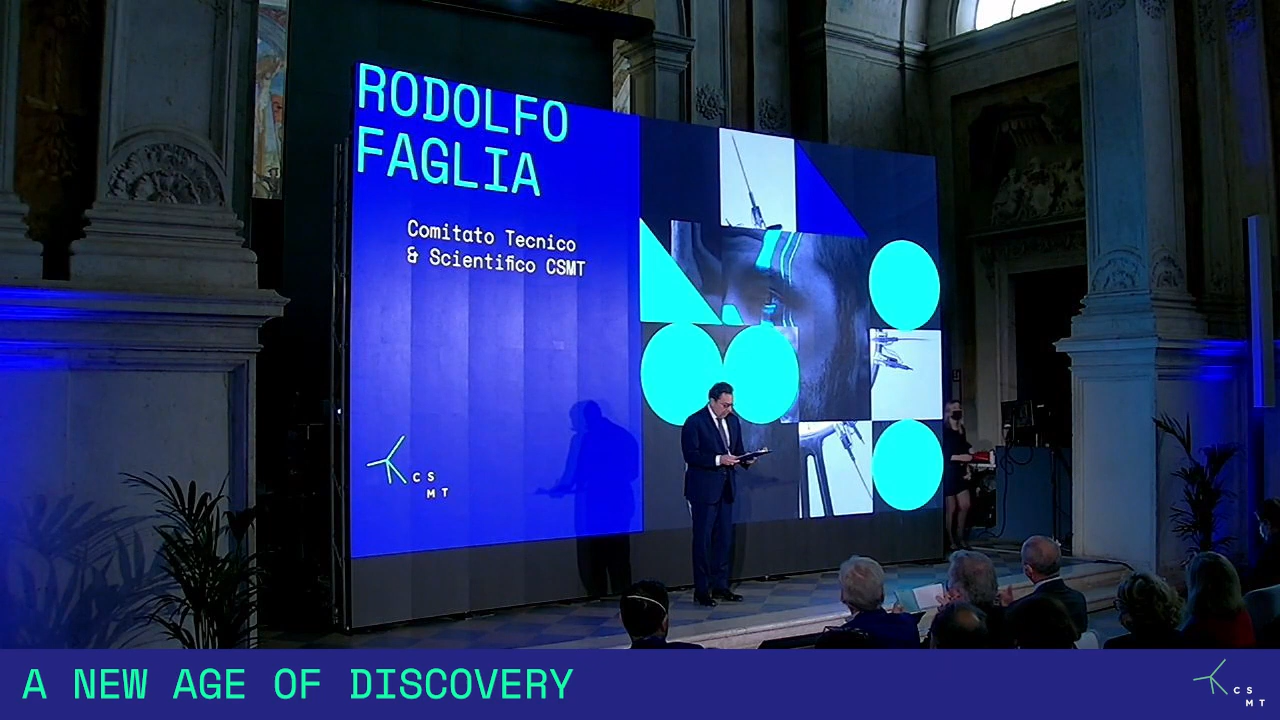 RODOLFO
FAGLIA
Comitato Tecnico
& Scientifico CSMT
CS
MT
A NEW AGE OF DISCOVERY
CS
MT